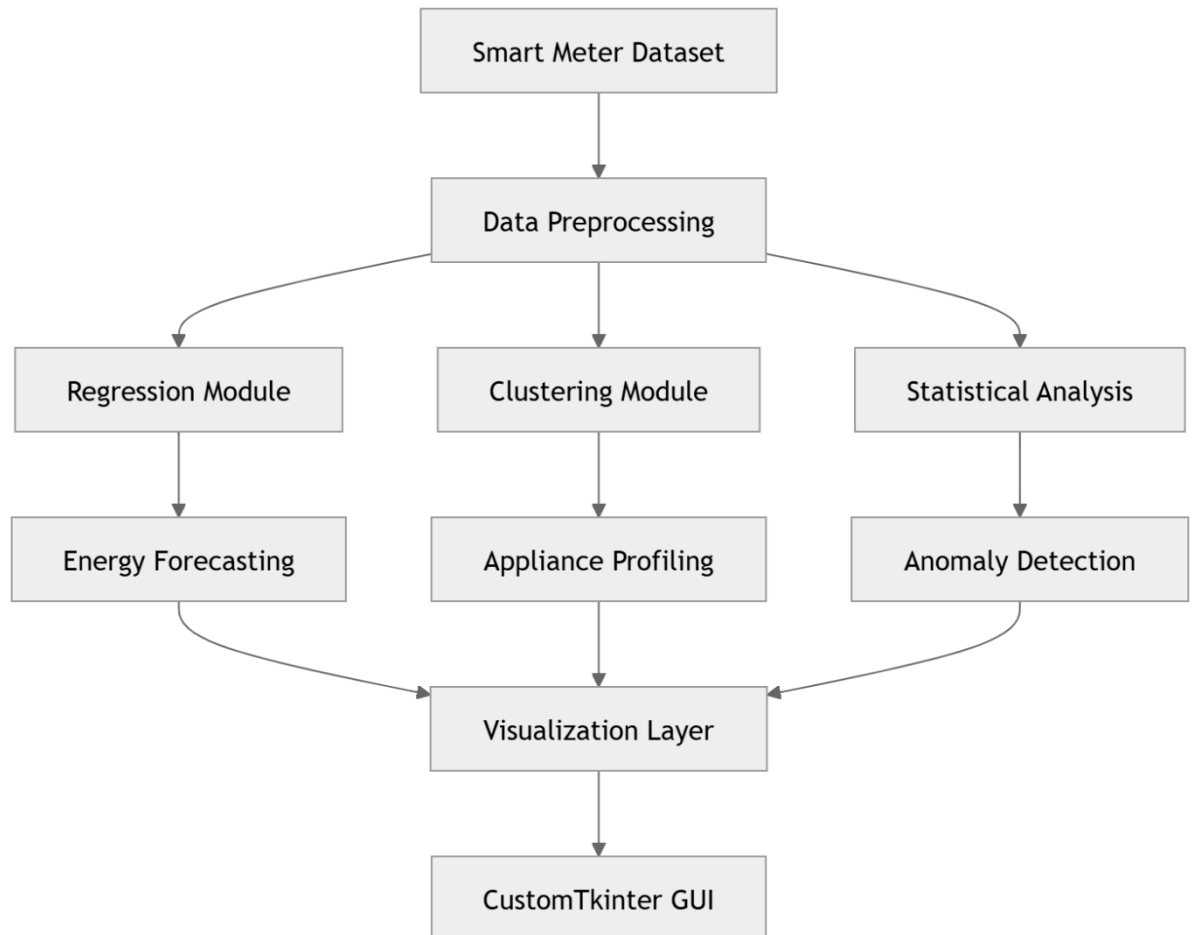 Smart Meter Dataset
Data Preprocessing
Regression Module
Clustering Module
Statistical Analysis
Energy Forecasting
Appliance Profiling
Anomaly Detection
Visualization Layer
CustomTkinter GUI